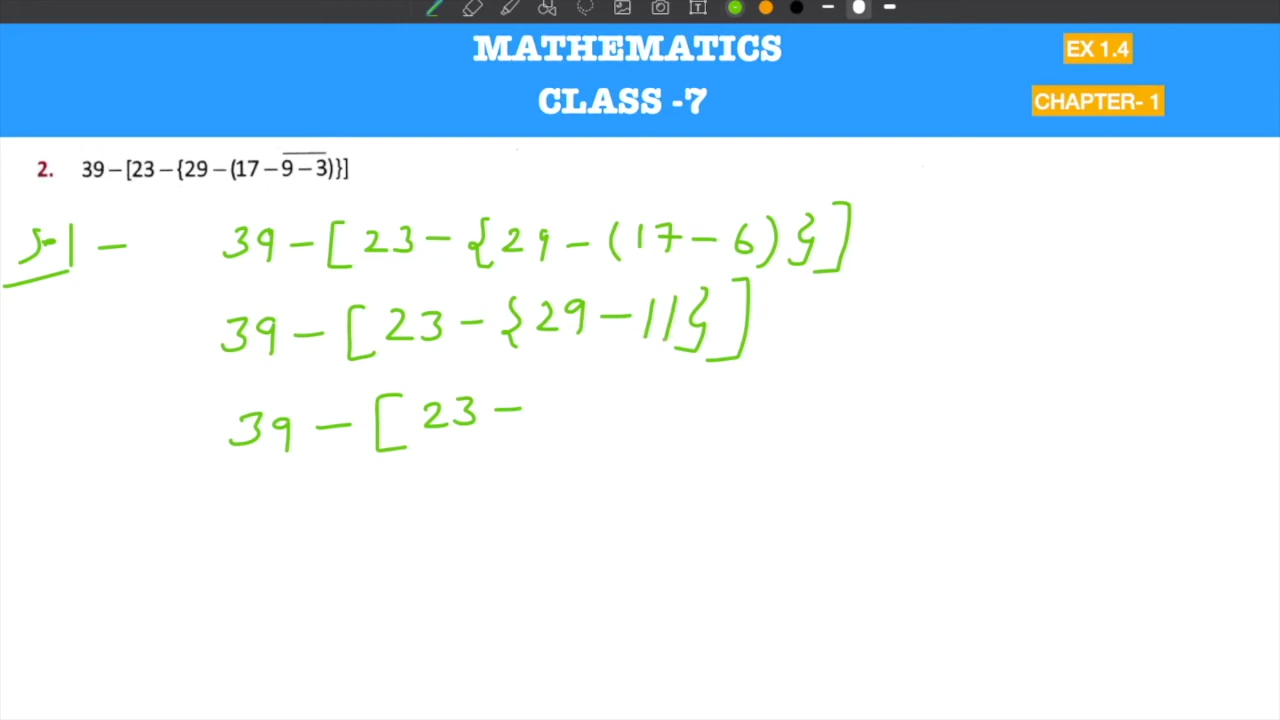 MATHEMATICS
EX 1.4
CLASS -7
CHAPTER- 1
2. 39 – [23 – {29 – (17 – 9̅ ̅–̅ ̅3̅)}]
Sol – 39 – [ 23 – { 29 – ( 17 – 6 ) } ]
39 – [ 23 – { 29 – 11 } ]
39 – [ 23 –